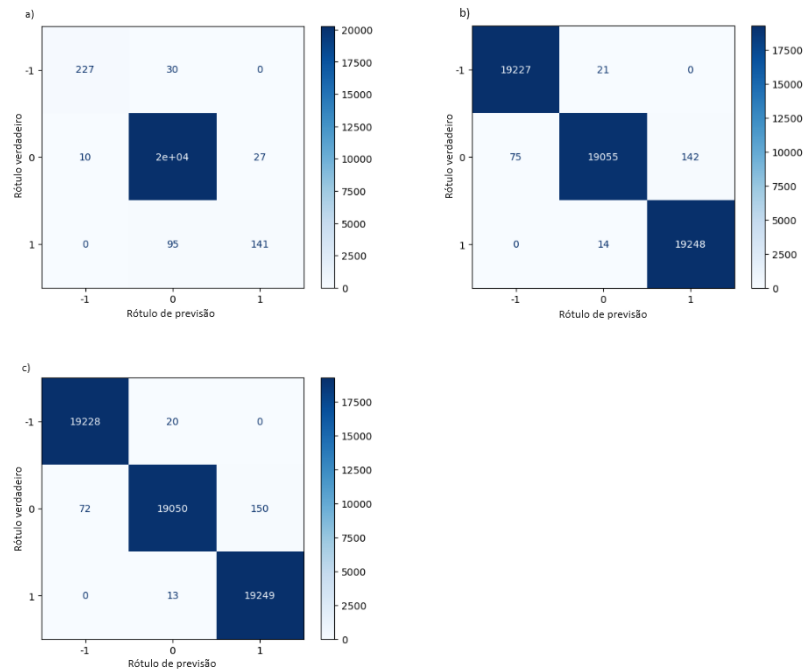 a)
-1
0
1
Rótulo verdadeiro
227 30 0
10 2e+04 27
0 95 141
-1 0 1
Rótulo de previsão
20000
17500
15000
12500
10000
7500
5000
2500
0
b)
-1
0
1
Rótulo verdadeiro
19227 21 0
75 19055 142
0 14 19248
-1 0 1
Rótulo de previsão
17500
15000
12500
10000
7500
5000
2500
0
c)
-1
0
1
Rótulo verdadeiro
19228 20 0
72 19050 150
0 13 19249
-1 0 1
Rótulo de previsão
17500
15000
12500
10000
7500
5000
2500
0